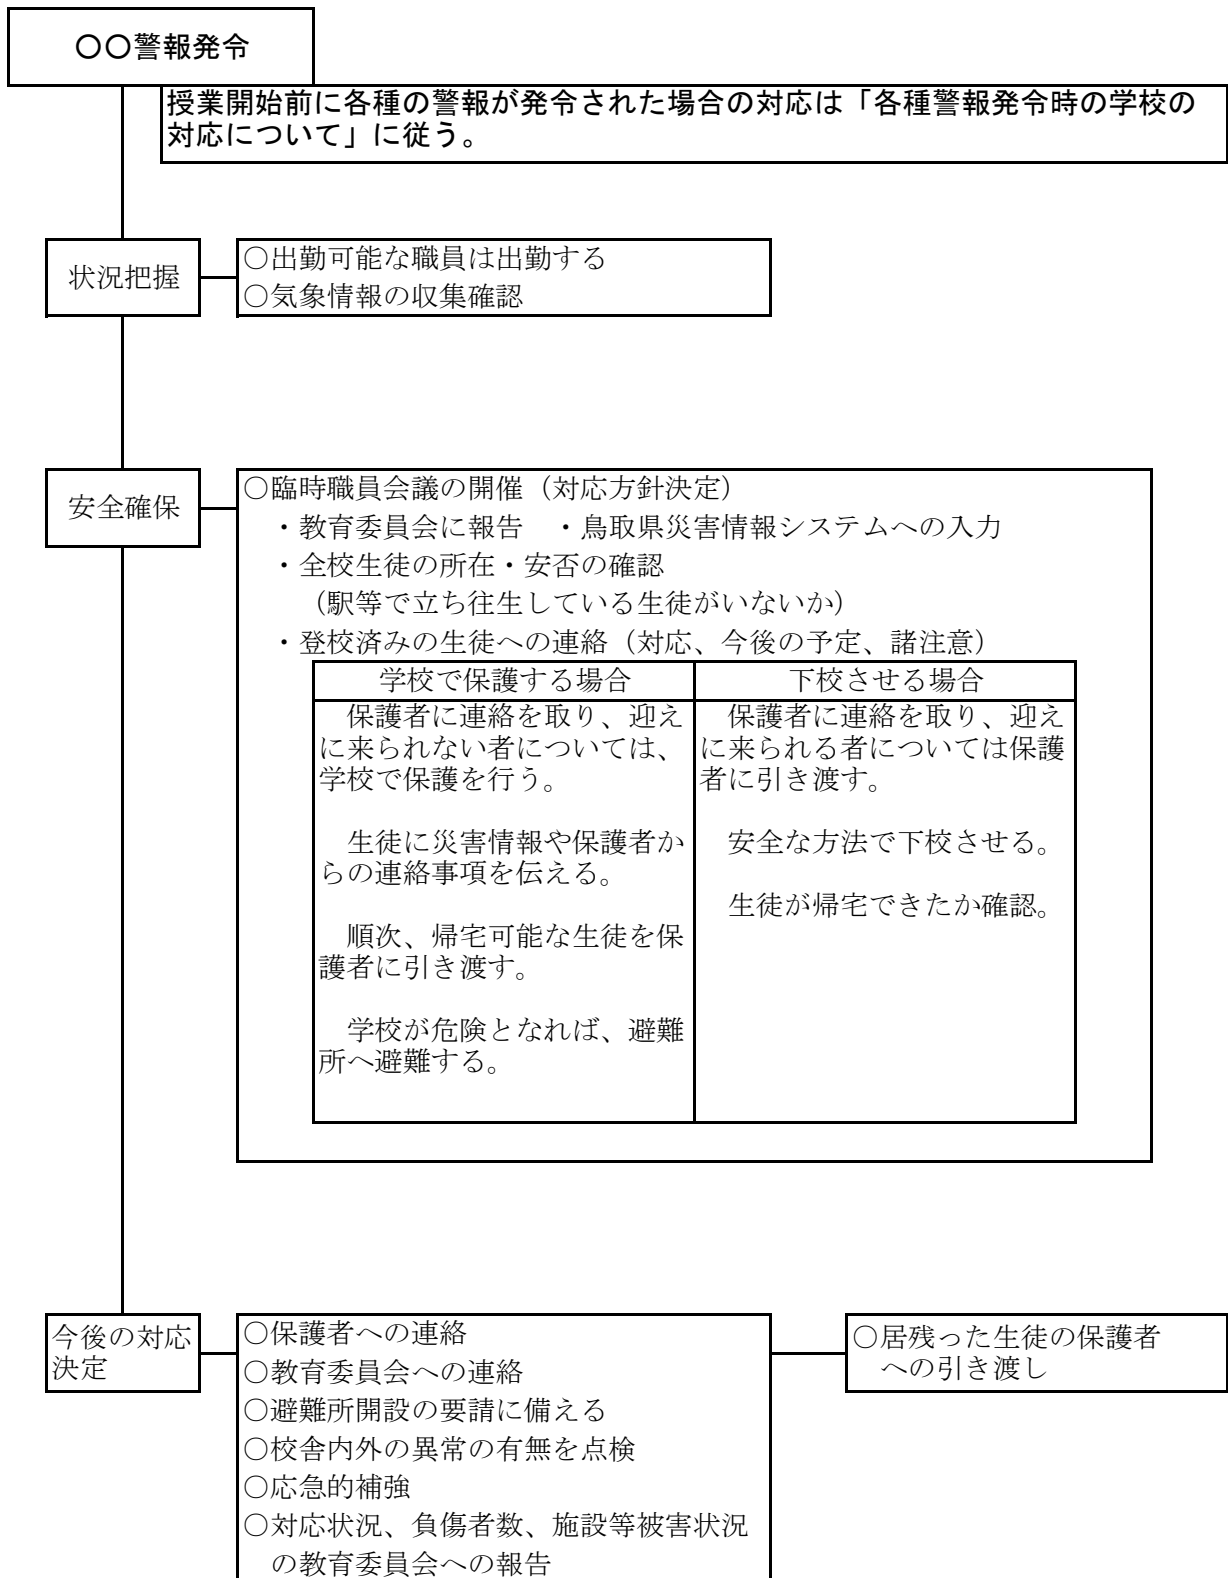 〇〇警報発令
授業開始前に各種の警報が発令された場合の対応は「各種警報発令時の学校の
対応について」に従う。
状況把握
〇出勤可能な職員は出勤する
〇気象情報の収集確認
安全確保
〇臨時職員会議の開催（対応方針決定）
・教育委員会に報告　・鳥取県災害情報システムへの入力
・全校生徒の所在・安否の確認
（駅等で立ち往生している生徒がいないか）
・登校済みの生徒への連絡（対応、今後の予定、諸注意）
学校で保護する場合
保護者に連絡を取り、迎え
に来られない者については、
学校で保護を行う。
生徒に災害情報や保護者か
らの連絡事項を伝える。
順次、帰宅可能な生徒を保
護者に引き渡す。
学校が危険となれば、避難
所へ避難する。
下校させる場合
保護者に連絡を取り、迎え
に来られる者については保護
者に引き渡す。
安全な方法で下校させる。
生徒が帰宅できたか確認。
今後の対応
決定
〇保護者への連絡
〇教育委員会への連絡
〇避難所開設の要請に備える
〇校舎内外の異常の有無を点検
〇応急的補強
〇対応状況、負傷者数、施設等被害状況
の教育委員会への報告
〇居残った生徒の保護者
への引き渡し